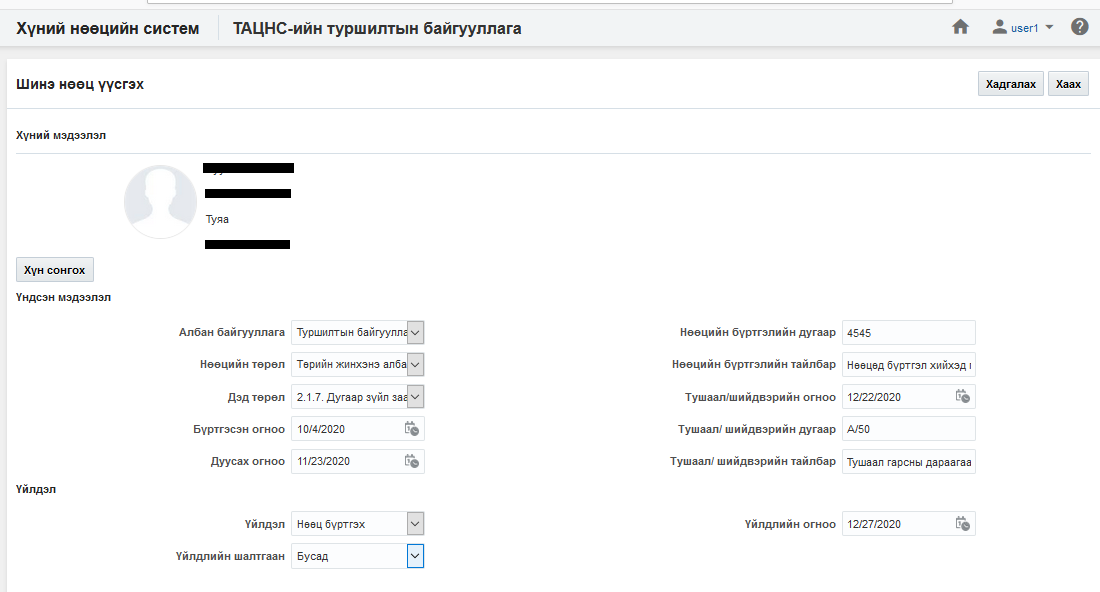 Хүний нөөцийн систем ТАЦНС-ийн туршилтын байгууллага user1 ?
Шинэ нөөц үүсгэх Хадгалах Хаах
Хүний мэдээлэл
Туяа
Хүн сонгох
Үндсэн мэдээлэл
Албан байгууллага Туршилтын байгуулла Нөөцийн бүртгэлийн дугаар 4545
Нөөцийн төрөл Төрийн жинхэнэ алба Нөөцийн бүртгэлийн тайлбар Нөөцөд бүртгэл хийхэд
Дэд төрөл 2.1.7. Дугаар зүйл заа Тушаал/шийдвэрийн огноо 12/22/2020
Бүртгэсэн огноо 10/4/2020 Тушаал/ шийдвэрийн дугаар А/50
Дуусах огноо 11/23/2020 Тушаал/ шийдвэрийн тайлбар Тушаал гарсны дараагаа
Үйлдэл
Үйлдэл Нөөц бүртгэх Үйлдлийн огноо 12/27/2020
Үйлдлийн шалтгаан Бусад